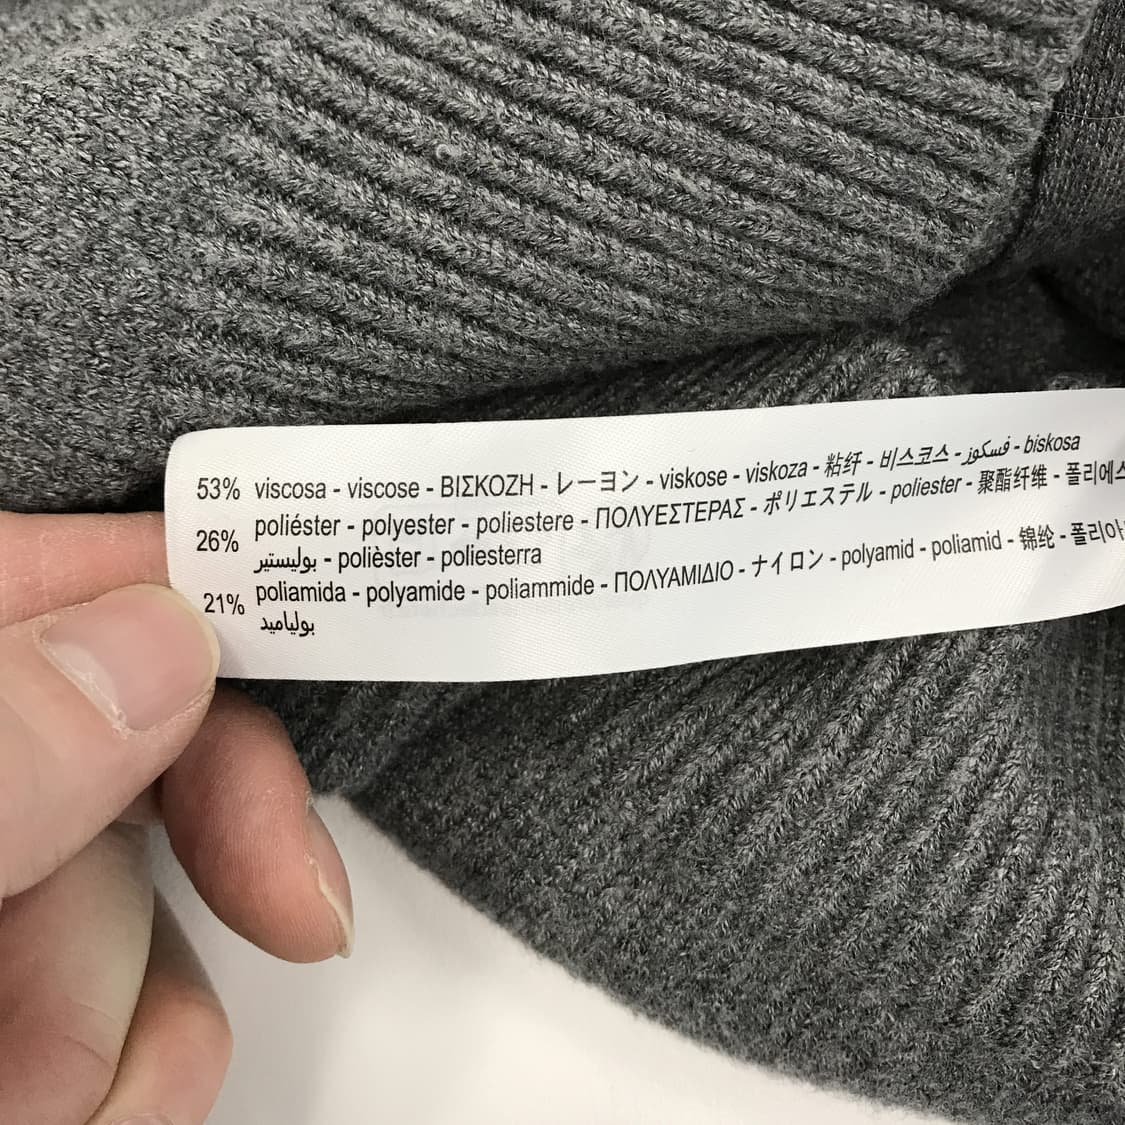 53% viscosa - viscose - ΒΙΣΚΟΖΗ - レーヨン - viskose - viskoza - 粘纤 - 비스코스 - فسكوز - biskosa
26% poliéster - polyester - poliestere - ΠΟΛΥΕΣΤΕΡΑΣ - ポリエステル - poliester - 聚酯纤维 - 폴리에스
بوليستير - polièster - poliesterra
21% poliamida - polyamide - poliammide - ΠΟΛΥΑΜΙΔΙΟ - ナイロン - polyamid - poliamid - 锦纶 - 폴리아
بولياميد